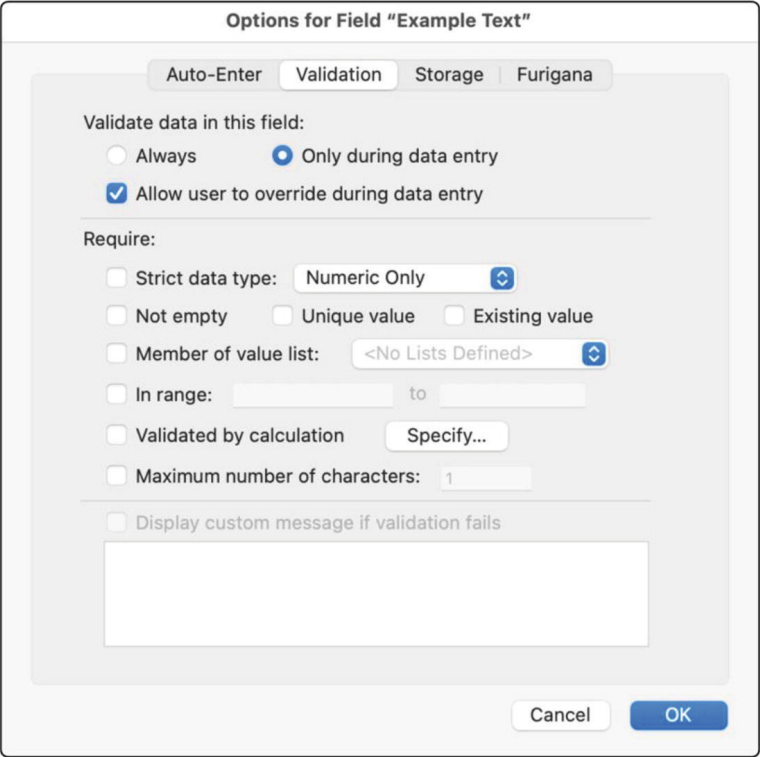 Options for Field “Example Text”
Auto-Enter Validation Storage Furigana
Validate data in this field:
Always Only during data entry
Allow user to override during data entry
Require:
Strict data type: Numeric Only
Not empty Unique value Existing value
Member of value list: <No Lists Defined>
In range: to
Validated by calculation Specify...
Maximum number of characters: 1
Display custom message if validation fails
Cancel OK